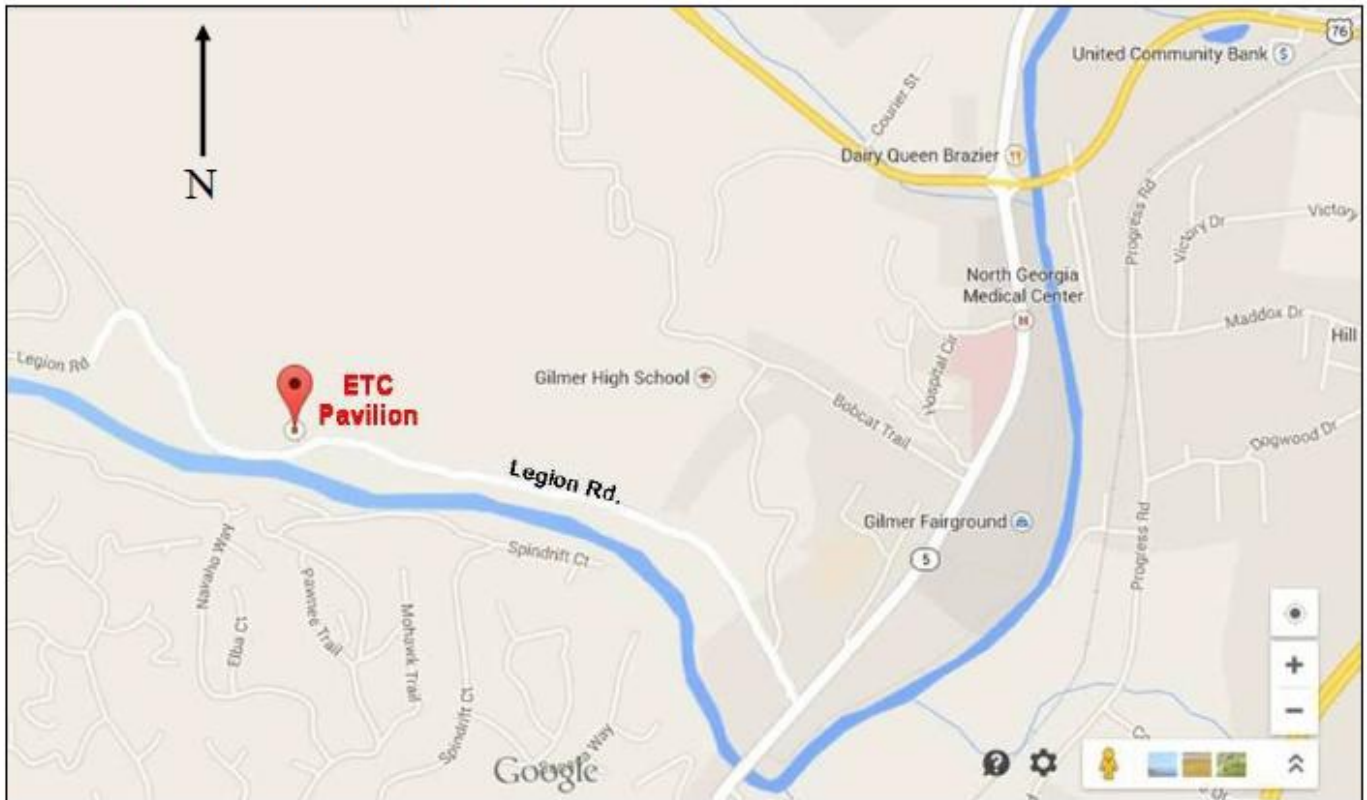 76
United Community Bank
$
Courier St
Dairy Queen Brazier
N
Progress Rd
Victory Dr
Victory
North Georgia
Medical Center
H
Maddox Dr
Hill
Legion Rd
ETC
Pavilion
Gilmer High School
Hospital Cir
Bobcat Trail
Dogwood Dr
Legion Rd.
Gilmer Fairground
5
Progress Rd
Spindrift Ct
Navaho Way
Pawnee Trail
Elba Ct
Mohawk Trail
Spindrift Ct
Way
Google
?
+
−
Dr